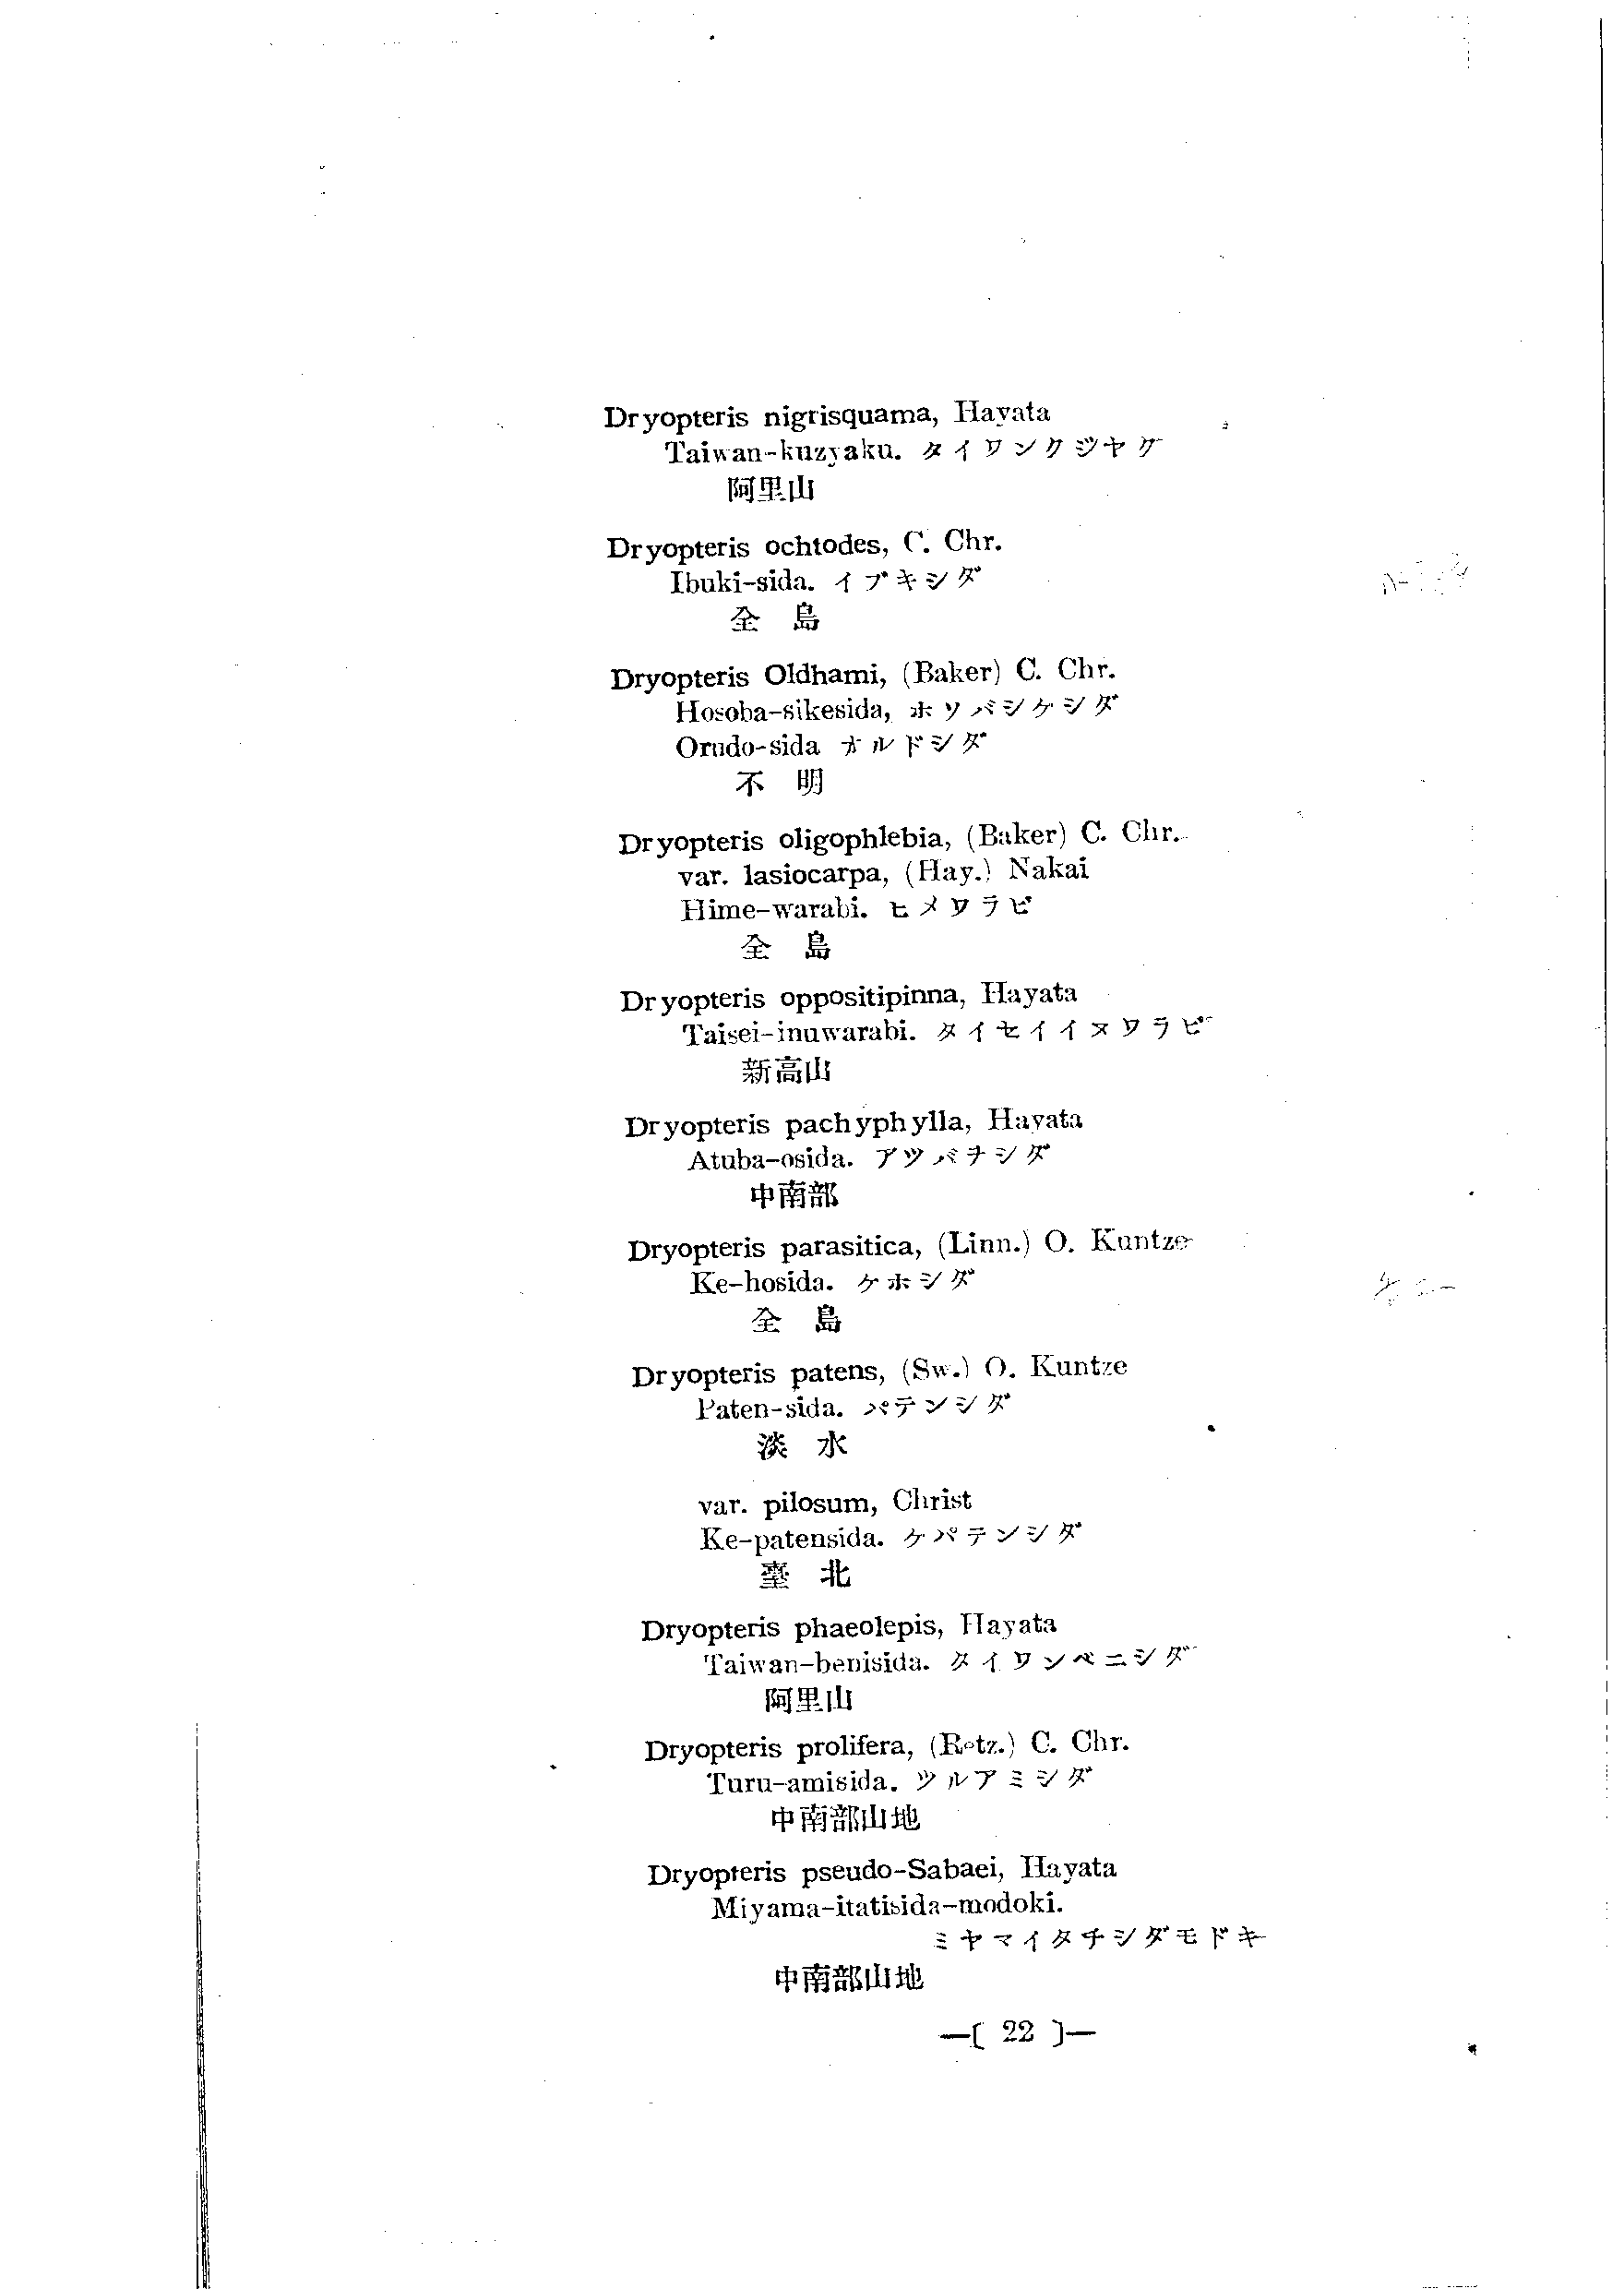 Dryopteris nigrisquama, Hayata
Taiwan-kuzyaku. タイワンクジヤク
阿里山
Dryopteris ochtodes, C. Chr.
Ibuki-sida. イブキシダ
全 島
Dryopteris Oldhami, (Baker) C. Chr.
Hosoba-sikesida, ホソバシケシダ
Orudo-sida オルドシダ
不 明
Dryopteris oligophlebia, (Baker) C. Chr.
var. lasiocarpa, (Hay.) Nakai
Hime-warabi. ヒメワラビ
全 島
Dryopteris oppositipinna, Hayata
Taisei-inuwarabi. タイセイイヌワラビ
新高山
Dryopteris pachyphylla, Hayata
Atuba-osida. アツバヲシダ
中南部
Dryopteris parasitica, (Linn.) O. Kuntze
Ke-hosida. ケホシダ
全 島
Dryopteris patens, (Sw.) O. Kuntze
Paten-sida. パテンシダ
淡 水
var. pilosum, Christ
Ke-patensida. ケパテンシダ
臺 北
Dryopteris phaeolepis, Hayata
Taiwan-benisida. タイワンベニシダ
阿里山
Dryopteris prolifera, (Retz.) C. Chr.
Turu-amisida. ツルアミシダ
中南部山地
Dryopteris pseudo-Sabaei, Hayata
Miyama-itatisida-modoki.
ミヤマイタチシダモドキ
中南部山地
—[ 22 ]—